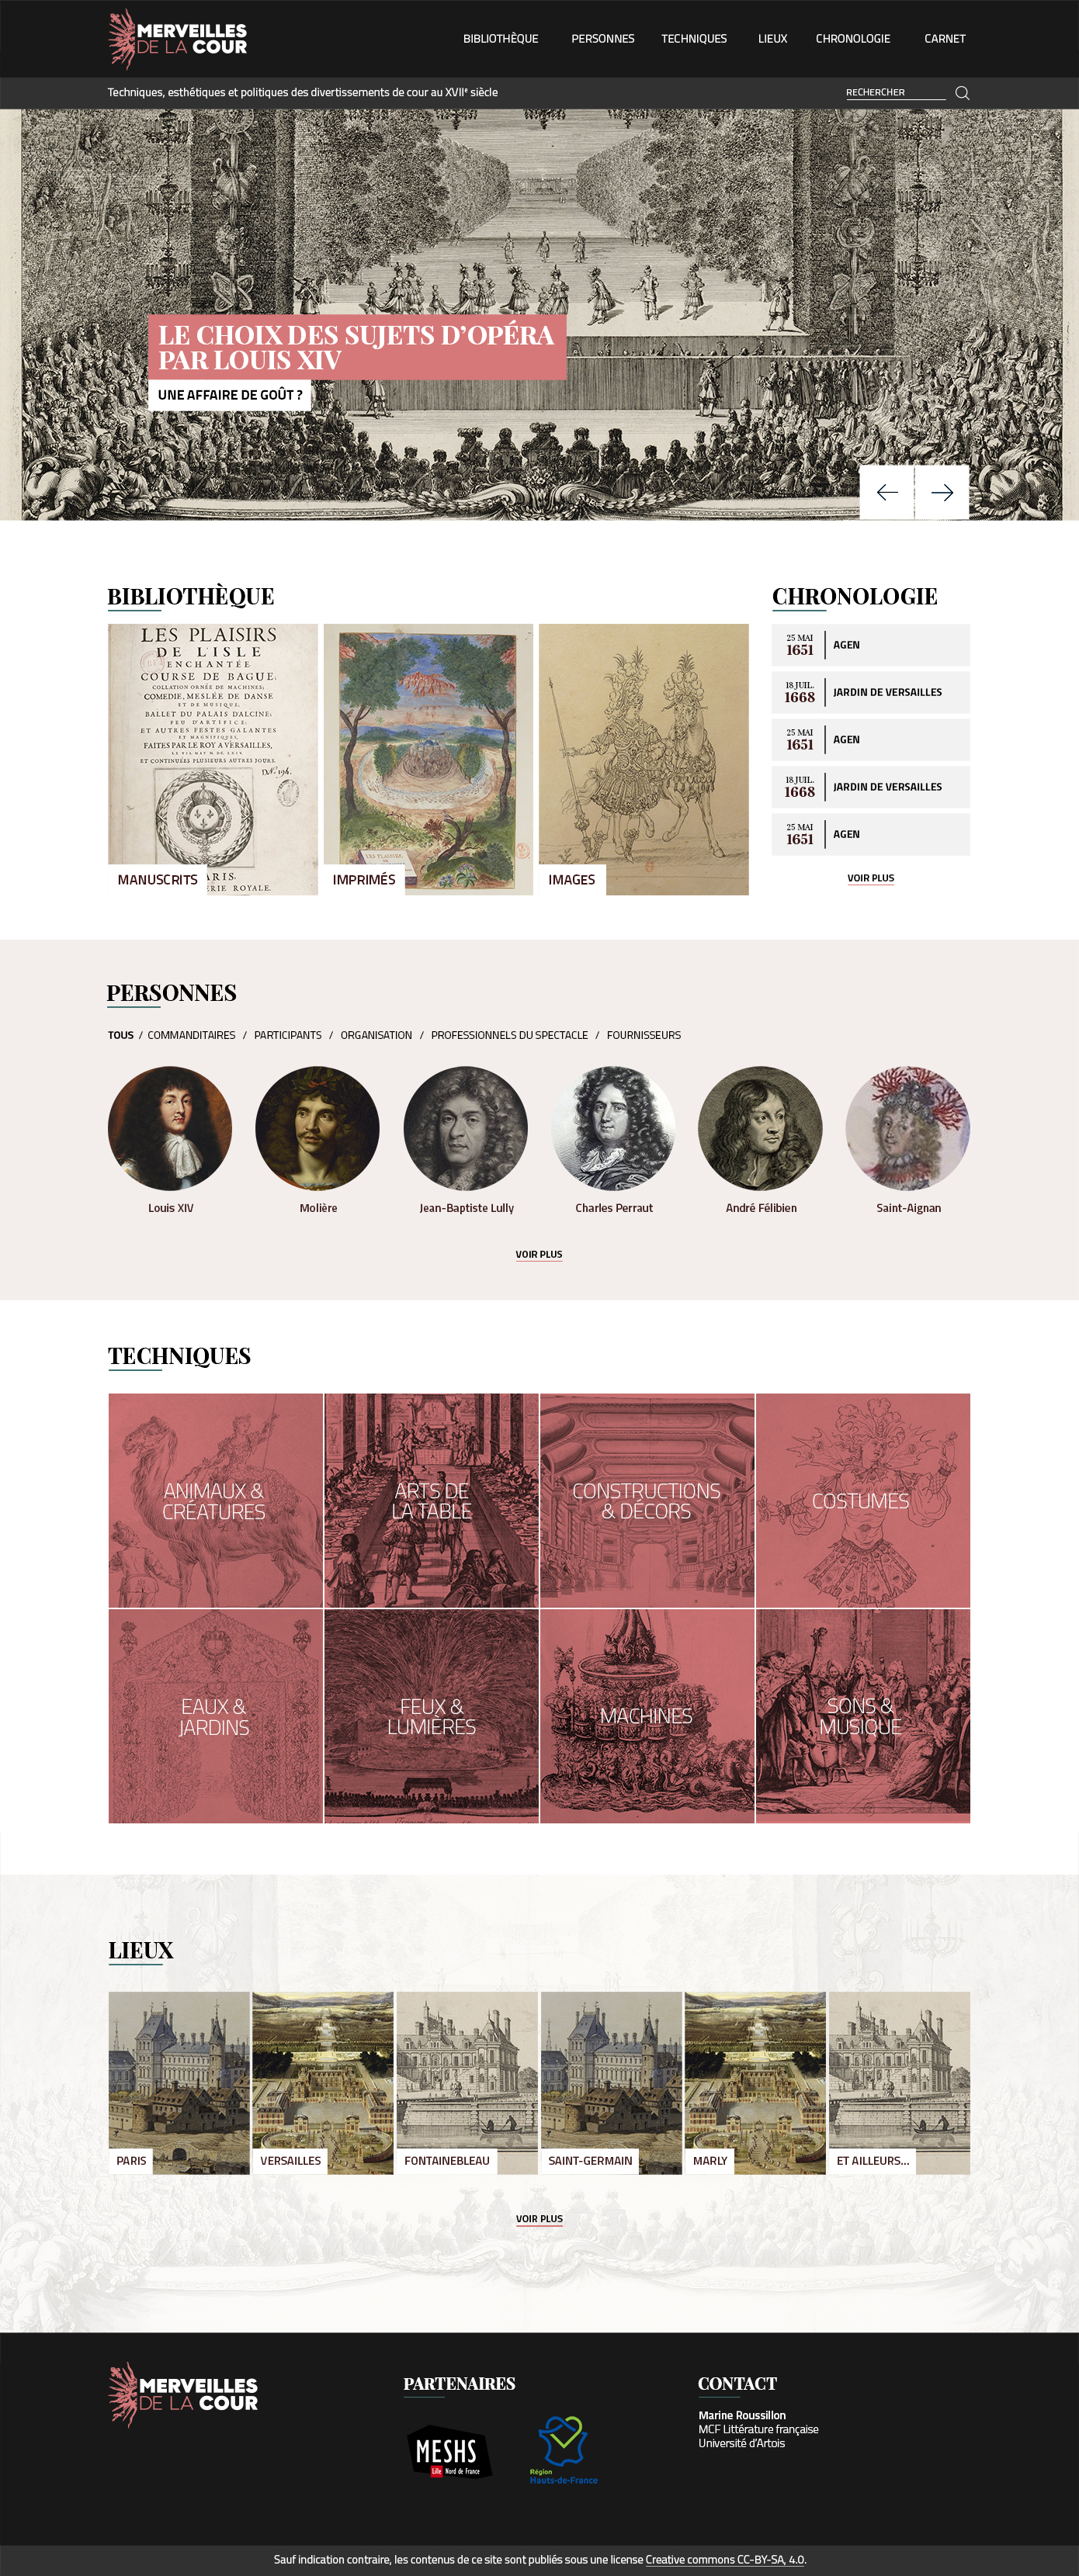 MERVEILLES
DE LA COUR
BIBLIOTHÈQUE
PERSONNES
TECHNIQUES
LIEUX
CHRONOLOGIE
CARNET
Techniques, esthétiques et politiques des divertissements de cour au XVIIᵉ siècle
RECHERCHER
LE CHOIX DES SUJETS D'OPÉRA
PAR LOUIS XIV
UNE AFFAIRE DE GOÛT ?
BIBLIOTHÈQUE
LES PLAISIRS
DE L'ISLE
ENCHANTÉE
COURSE DE BAGUE;
COLLATION ORNÉE DE MACHINES;
COMEDIE, MESLÉE DE DANSE
ET DE MUSIQUE,
BALLET DU PALAIS D'ALCINE;
FEU D'ARTIFICE:
ET AUTRES FESTES GALANTES
ET MAGNIFIQUES,
FAITES PAR LE ROY A VERSAILLES,
ET CONTINUÉES PLUSIEURS AUTRES JOURS.
ARIS.
ERIE ROYALE.
MANUSCRITS
LES PLAISIRS
IMPRIMÉS
IMAGES
CHRONOLOGIE
25 MAI
1651
AGEN
18 JUIL.
1668
JARDIN DE VERSAILLES
25 MAI
1651
AGEN
18 JUIL.
1668
JARDIN DE VERSAILLES
25 MAI
1651
AGEN
VOIR PLUS
PERSONNES
TOUS / COMMANDITAIRES / PARTICIPANTS / ORGANISATION / PROFESSIONNELS DU SPECTACLE / FOURNISSEURS
Louis XIV
Molière
Jean-Baptiste Lully
Charles Perraut
André Félibien
Saint-Aignan
VOIR PLUS
TECHNIQUES
ANIMAUX &
CRÉATURES
ARTS DE
LA TABLE
CONSTRUCTIONS
& DÉCORS
COSTUMES
EAUX &
JARDINS
FEUX &
LUMIÈRES
MACHINES
SONS &
MUSIQUE
LIEUX
PARIS
VERSAILLES
FONTAINEBLEAU
SAINT-GERMAIN
MARLY
ET AILLEURS...
VOIR PLUS
MERVEILLES
DE LA COUR
PARTENAIRES
MESHS
Lille Nord de France
Région
Hauts-de-France
CONTACT
Marine Roussillon
MCF Littérature française
Université d'Artois
Sauf indication contraire, les contenus de ce site sont publiés sous une license Creative commons CC-BY-SA, 4.0.